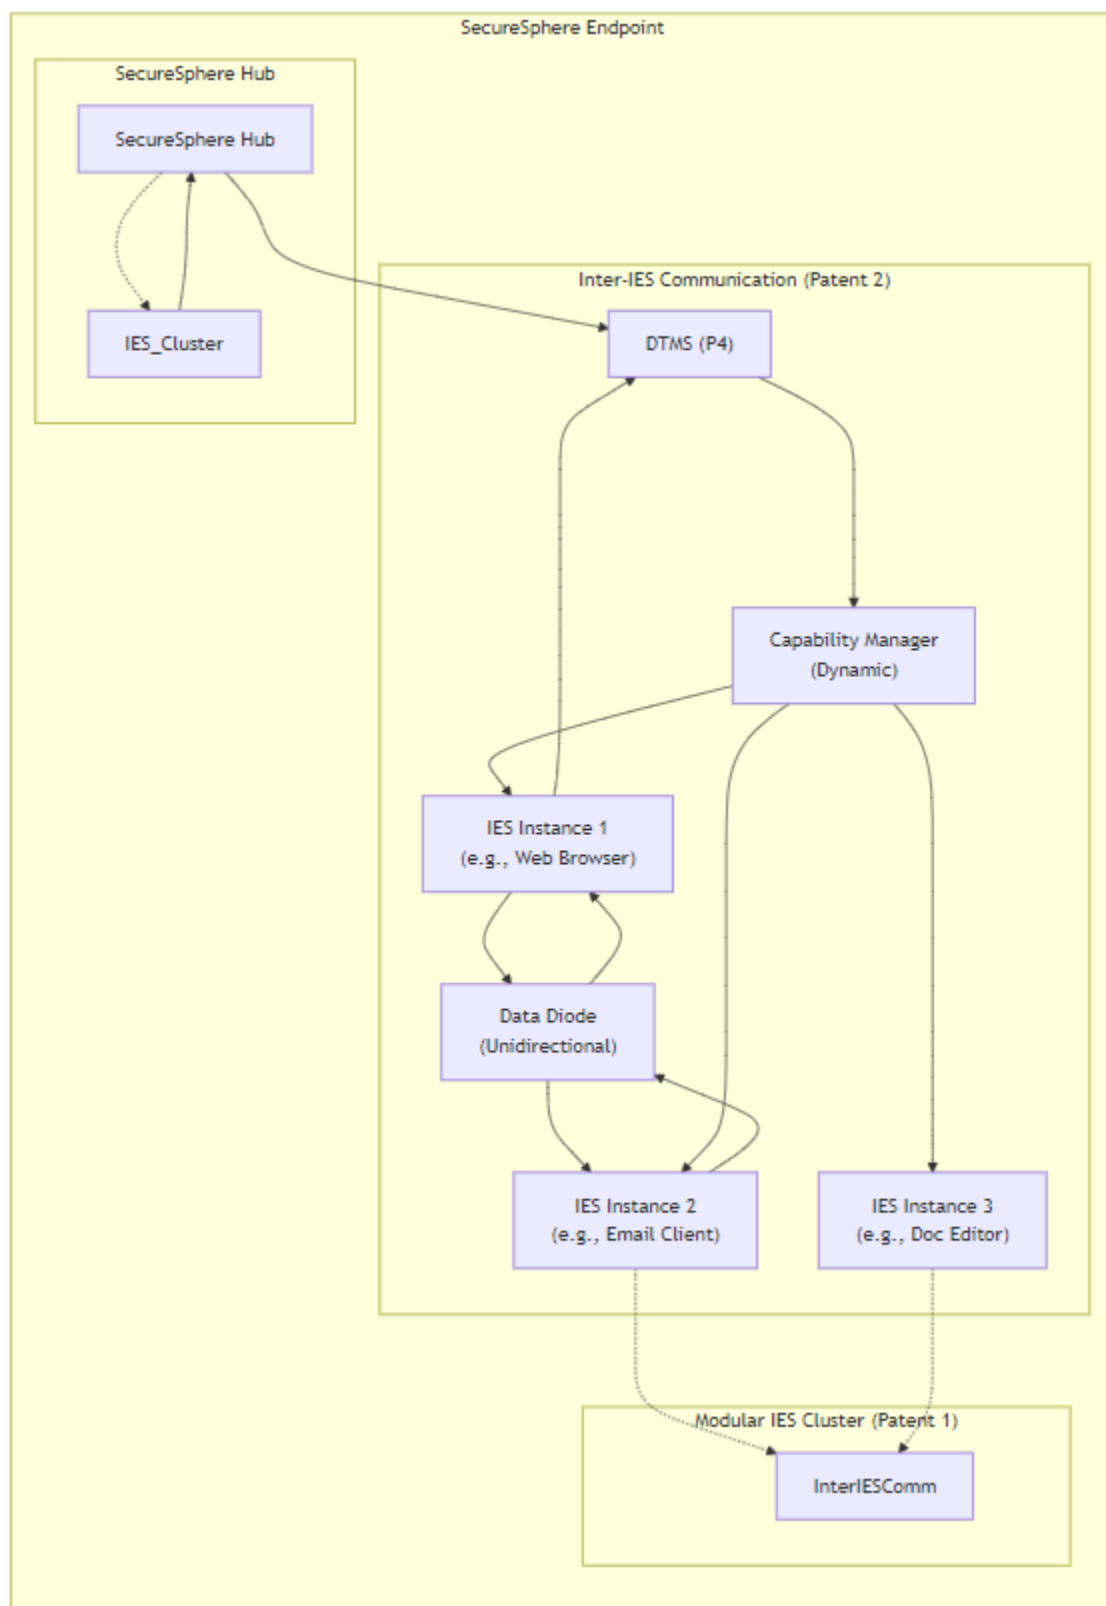 SecureSphere Endpoint
SecureSphere Hub
SecureSphere Hub
IES_Cluster
Inter-IES Communication (Patent 2)
DTMS (P4)
Capability Manager
(Dynamic)
IES Instance 1
(e.g., Web Browser)
Data Diode
(Unidirectional)
IES Instance 2
(e.g., Email Client)
IES Instance 3
(e.g., Doc Editor)
Modular IES Cluster (Patent 1)
InterIESComm